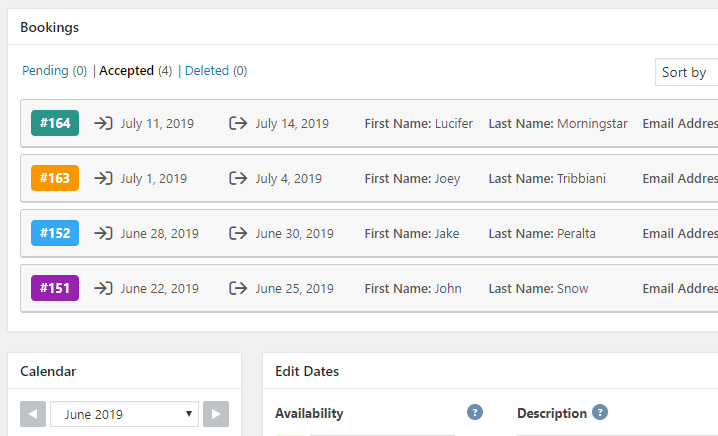 Bookings
Pending (0) | Accepted (4) | Deleted (0)
Sort by
#164 July 11, 2019 July 14, 2019 First Name: Lucifer Last Name: Morningstar Email Addres
#163 July 1, 2019 July 4, 2019 First Name: Joey Last Name: Tribbiani Email Addres
#152 June 28, 2019 June 30, 2019 First Name: Jake Last Name: Peralta Email Addres
#151 June 22, 2019 June 25, 2019 First Name: John Last Name: Snow Email Addres
Calendar
Edit Dates
June 2019
Availability ? Description ?